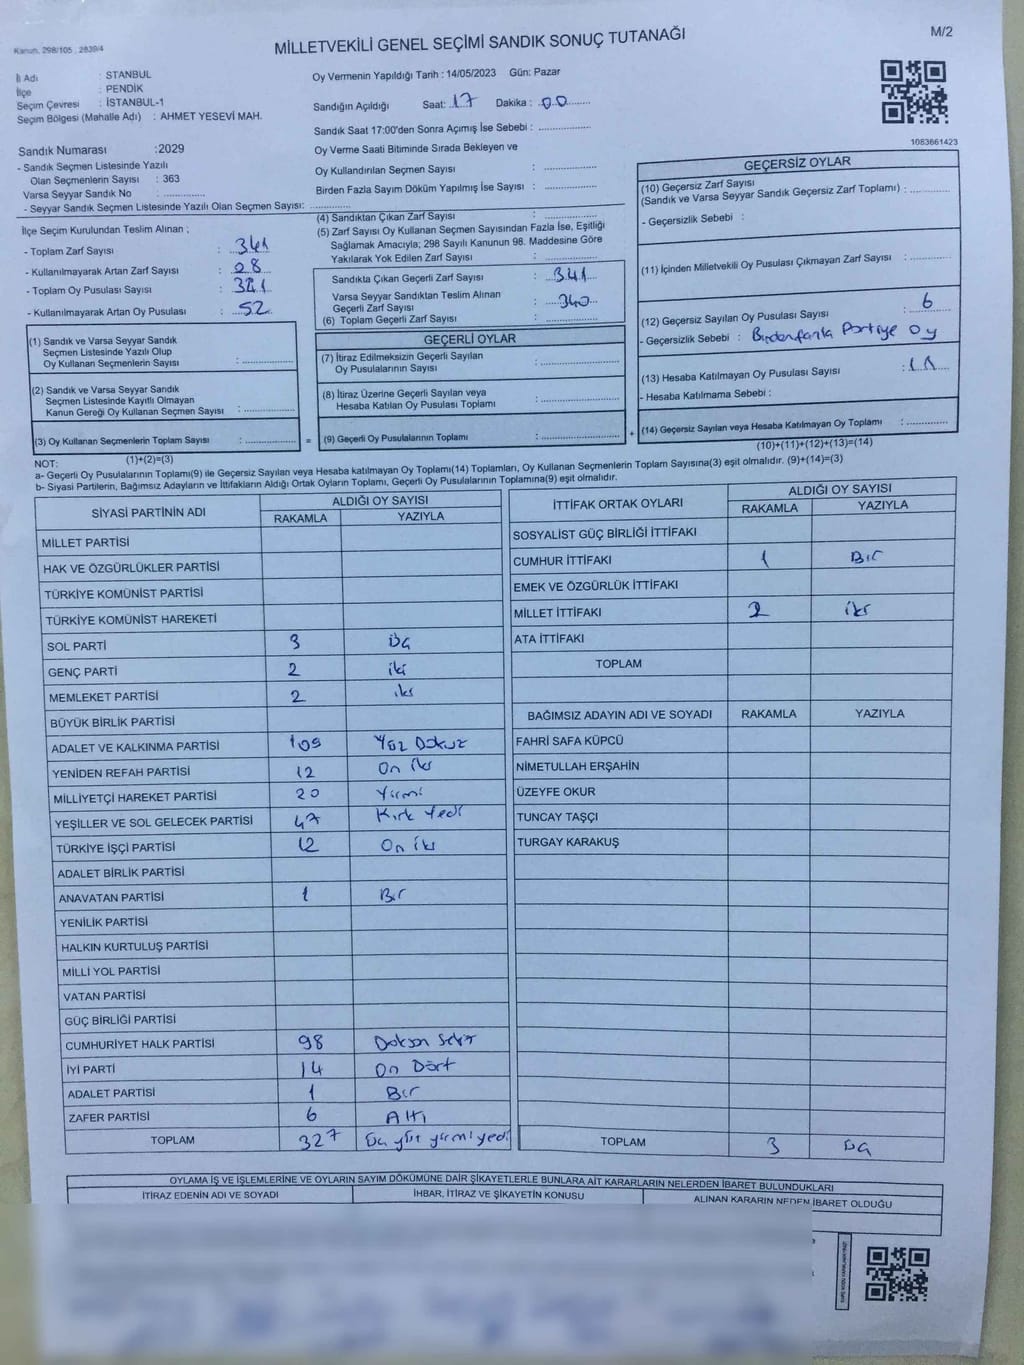 Kanun, 298/105 , 2839/4
MİLLETVEKİLİ GENEL SEÇİMİ SANDIK SONUÇ TUTANAĞI
M/2
İl Adı : STANBUL
İlçe : PENDİK
Seçim Çevresi : İSTANBUL-1
Seçim Bölgesi (Mahalle Adı) : AHMET YESEVİ MAH.
Sandık Numarası :2029
- Sandık Seçmen Listesinde Yazılı
Olan Seçmenlerin Sayısı : 363
Varsa Seyyar Sandık No :
- Seyyar Sandık Seçmen Listesinde Yazılı Olan Seçmen Sayısı:
Oy Vermenin Yapıldığı Tarih : 14/05/2023 Gün: Pazar
Sandığın Açıldığı Saat: 17 Dakika : 00
Sandık Saat 17:00'den Sonra Açımış İse Sebebi :
Oy Verme Saati Bitiminde Sırada Bekleyen ve
Oy Kullandırılan Seçmen Sayısı :
Birden Fazla Sayım Döküm Yapılmış İse Sayısı :
1083661423
İlçe Seçim Kurulundan Teslim Alınan ;
- Toplam Zarf Sayısı : 341
- Kullanılmayarak Artan Zarf Sayısı : 08
- Toplam Oy Pusulası Sayısı :
- Kullanılmayarak Artan Oy Pusulası : 52
(1) Sandık ve Varsa Seyyar Sandık
Seçmen Listesinde Yazılı Olup
Oy Kullanan Seçmenlerin Sayısı :
(2) Sandık ve Varsa Seyyar Sandık
Seçmen Listesinde Kayıtlı Olmayan
Kanun Gereği Oy Kullanan Seçmen Sayısı :
(3) Oy Kullanan Seçmenlerin Toplam Sayısı :
(1)+(2)=(3)
(4) Sandıktan Çıkan Zarf Sayısı :
(5) Zarf Sayısı Oy Kullanan Seçmen Sayısından Fazla İse, Eşitliği
Sağlamak Amacıyla; 298 Sayılı Kanunun 98. Maddesine Göre
Yakılarak Yok Edilen Zarf Sayısı :
Sandıkta Çıkan Geçerli Zarf Sayısı : 341
Varsa Seyyar Sandıktan Teslim Alınan
Geçerli Zarf Sayısı : 340
(6) Toplam Geçerli Zarf Sayısı :
GEÇERLİ OYLAR
(7) İtiraz Edilmeksizin Geçerli Sayılan
Oy Pusulalarının Sayısı :
(8) İtiraz Üzerine Geçerli Sayılan veya
Hesaba Katılan Oy Pusulası Toplamı :
= (9) Geçerli Oy Pusulalarının Toplamı :
GEÇERSİZ OYLAR
(10) Geçersiz Zarf Sayısı
(Sandık ve Varsa Seyyar Sandık Geçersiz Zarf Toplamı) :
- Geçersizlik Sebebi :
(11) İçinden Milletvekili Oy Pusulası Çıkmayan Zarf Sayısı :
(12) Geçersiz Sayılan Oy Pusulası Sayısı : 6
- Geçersizlik Sebebi : Birdenfazla Partiye oy
(13) Hesaba Katılmayan Oy Pusulası Sayısı :
- Hesaba Katılmama Sebebi :
+ (14) Geçersiz Sayılan veya Hesaba Katılmayan Oy Toplamı :
(10)+(11)+(12)+(13)=(14)
NOT:
a- Geçerli Oy Pusulalarının Toplamı(9) ile Geçersiz Sayılan veya Hesaba katılmayan Oy Toplamı(14) Toplamları, Oy Kullanan Seçmenlerin Toplam Sayısına(3) eşit olmalıdır. (9)+(14)=(3)
b- Siyasi Partilerin, Bağımsız Adayların ve İttifakların Aldığı Ortak Oyların Toplamı, Geçerli Oy Pusulalarının Toplamına(9) eşit olmalıdır.
SİYASİ PARTİNİN ADI ALDIĞI OY SAYISI
RAKAMLA YAZIYLA
MİLLET PARTİSİ
HAK VE ÖZGÜRLÜKLER PARTİSİ
TÜRKİYE KOMÜNİST PARTİSİ
TÜRKİYE KOMÜNİST HAREKETİ
SOL PARTİ 3 Üç
GENÇ PARTİ 2 iki
MEMLEKET PARTİSİ 2 iki
BÜYÜK BİRLİK PARTİSİ
ADALET VE KALKINMA PARTİSİ 109 Yüz Dokuz
YENİDEN REFAH PARTİSİ 12 On iki
MİLLİYETÇİ HAREKET PARTİSİ 20 Yirmi
YEŞİLLER VE SOL GELECEK PARTİSİ 47 Kırk Yedi
TÜRKİYE İŞÇİ PARTİSİ 12 On iki
ADALET BİRLİK PARTİSİ
ANAVATAN PARTİSİ 1 Bir
YENİLİK PARTİSİ
HALKIN KURTULUŞ PARTİSİ
MİLLİ YOL PARTİSİ
VATAN PARTİSİ
GÜÇ BİRLİĞİ PARTİSİ
CUMHURİYET HALK PARTİSİ 98 Doksan Sekiz
İYİ PARTİ 14 On Dört
ADALET PARTİSİ 1 Bir
ZAFER PARTİSİ 6 Altı
TOPLAM 327 Üç yüz yirmi yedi
İTTİFAK ORTAK OYLARI ALDIĞI OY SAYISI
RAKAMLA YAZIYLA
SOSYALİST GÜÇ BİRLİĞİ İTTİFAKI
CUMHUR İTTİFAKI 1 Bir
EMEK VE ÖZGÜRLÜK İTTİFAKI
MİLLET İTTİFAKI 2 iki
ATA İTTİFAKI
TOPLAM
BAĞIMSIZ ADAYIN ADI VE SOYADI RAKAMLA YAZIYLA
FAHRİ SAFA KÜPCÜ
NİMETULLAH ERŞAHİN
ÜZEYFE OKUR
TUNCAY TAŞÇI
TURGAY KARAKUŞ
TOPLAM 3 Üç
OYLAMA İŞ VE İŞLEMLERİNE VE OYLARIN SAYIM DÖKÜMÜNE DAİR ŞİKAYETLERLE BUNLARA AİT KARARLARIN NELERDEN İBARET BULUNDUKLARI
İTİRAZ EDENİN ADI VE SOYADI İHBAR, İTİRAZ VE ŞİKAYETİN KONUSU ALINAN KARARIN NEDEN İBARET OLDUĞU